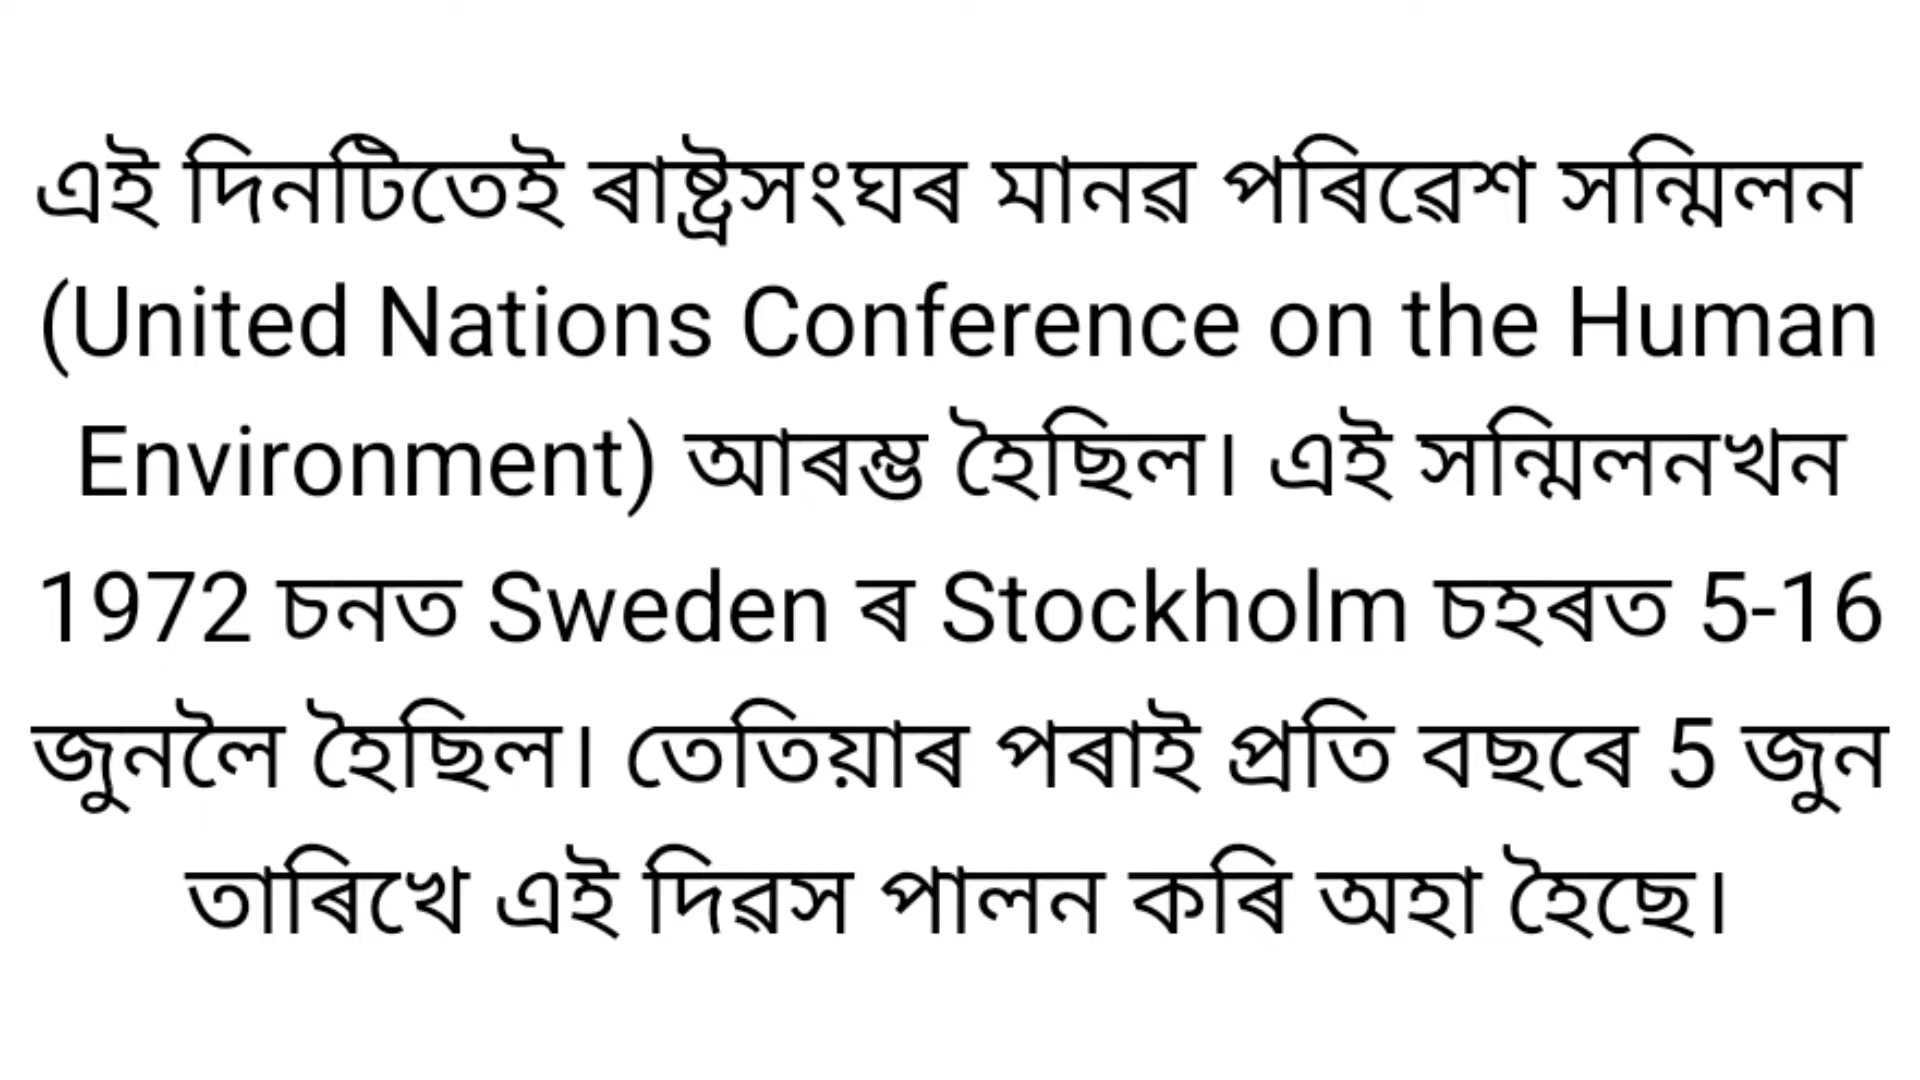 এই দিনটিতেই ৰাষ্ট্ৰসংঘৰ মানৱ পৰিৱেশ সন্মিলন
(United Nations Conference on the Human
Environment) আৰম্ভ হৈছিল। এই সন্মিলনখন
1972 চনত Sweden ৰ Stockholm চহৰত 5-16
জুনলৈ হৈছিল। তেতিয়াৰ পৰাই প্ৰতি বছৰে 5 জুন
তাৰিখে এই দিৱস পালন কৰি অহা হৈছে।